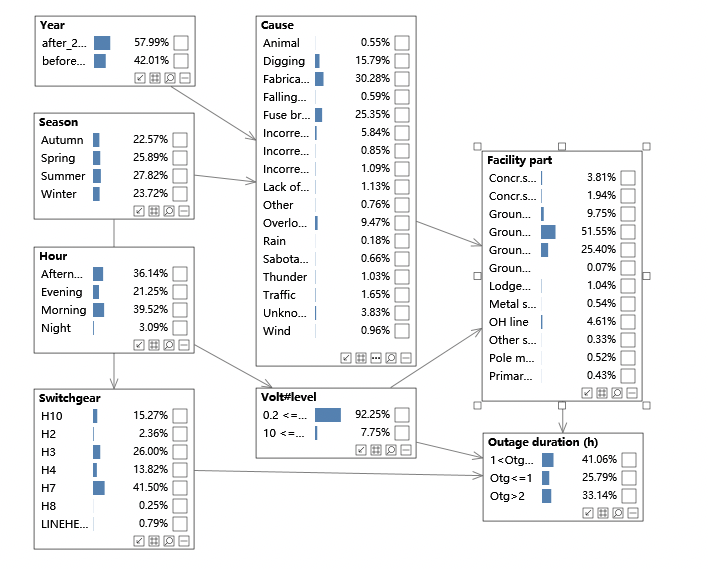 Year
after_2... 57.99%
before... 42.01%
Season
Autumn 22.57%
Spring 25.89%
Summer 27.82%
Winter 23.72%
Hour
Aftern... 36.14%
Evening 21.25%
Morning 39.52%
Night 3.09%
Switchgear
H10 15.27%
H2 2.36%
H3 26.00%
H4 13.82%
H7 41.50%
H8 0.25%
LINEHE... 0.79%
Cause
Animal 0.55%
Digging 15.79%
Fabrica... 30.28%
Falling... 0.59%
Fuse br... 25.35%
Incorre... 5.84%
Incorre... 0.85%
Incorre... 1.09%
Lack of... 1.13%
Other 0.76%
Overlo... 9.47%
Rain 0.18%
Sabota... 0.66%
Thunder 1.03%
Traffic 1.65%
Unkno... 3.83%
Wind 0.96%
Volt#level
0.2 <=... 92.25%
10 <=... 7.75%
Facility part
Concr.s... 3.81%
Concr.s... 1.94%
Groun... 9.75%
Groun... 51.55%
Groun... 25.40%
Groun... 0.07%
Lodge... 1.04%
Metal s... 0.54%
OH line 4.61%
Other s... 0.33%
Pole m... 0.52%
Primar... 0.43%
Outage duration (h)
1<Otg... 41.06%
Otg<=1 25.79%
Otg>2 33.14%